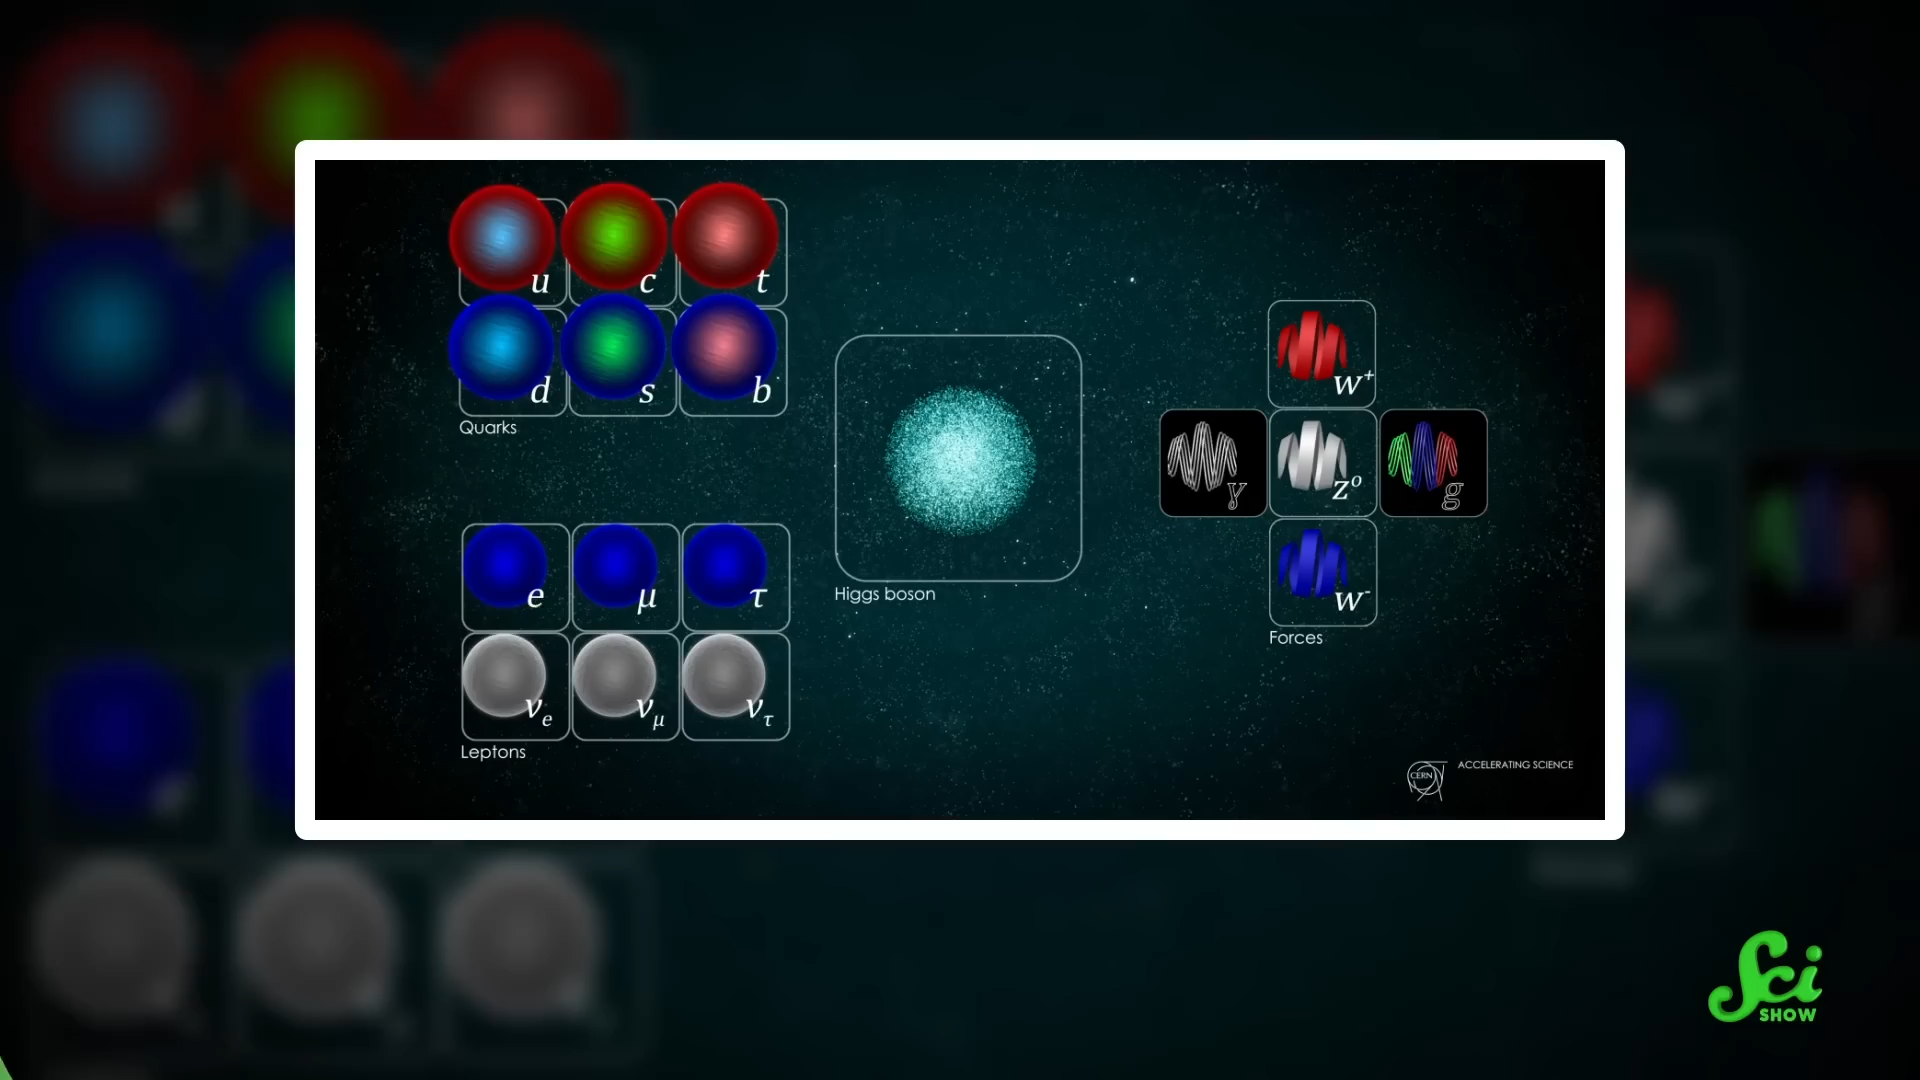 u c t
d s b
Quarks
e μ τ
νe νμ ντ
Leptons
Higgs boson
W+
γ Z0 g
W-
Forces
CERN
ACCELERATING SCIENCE
Sci
SHOW